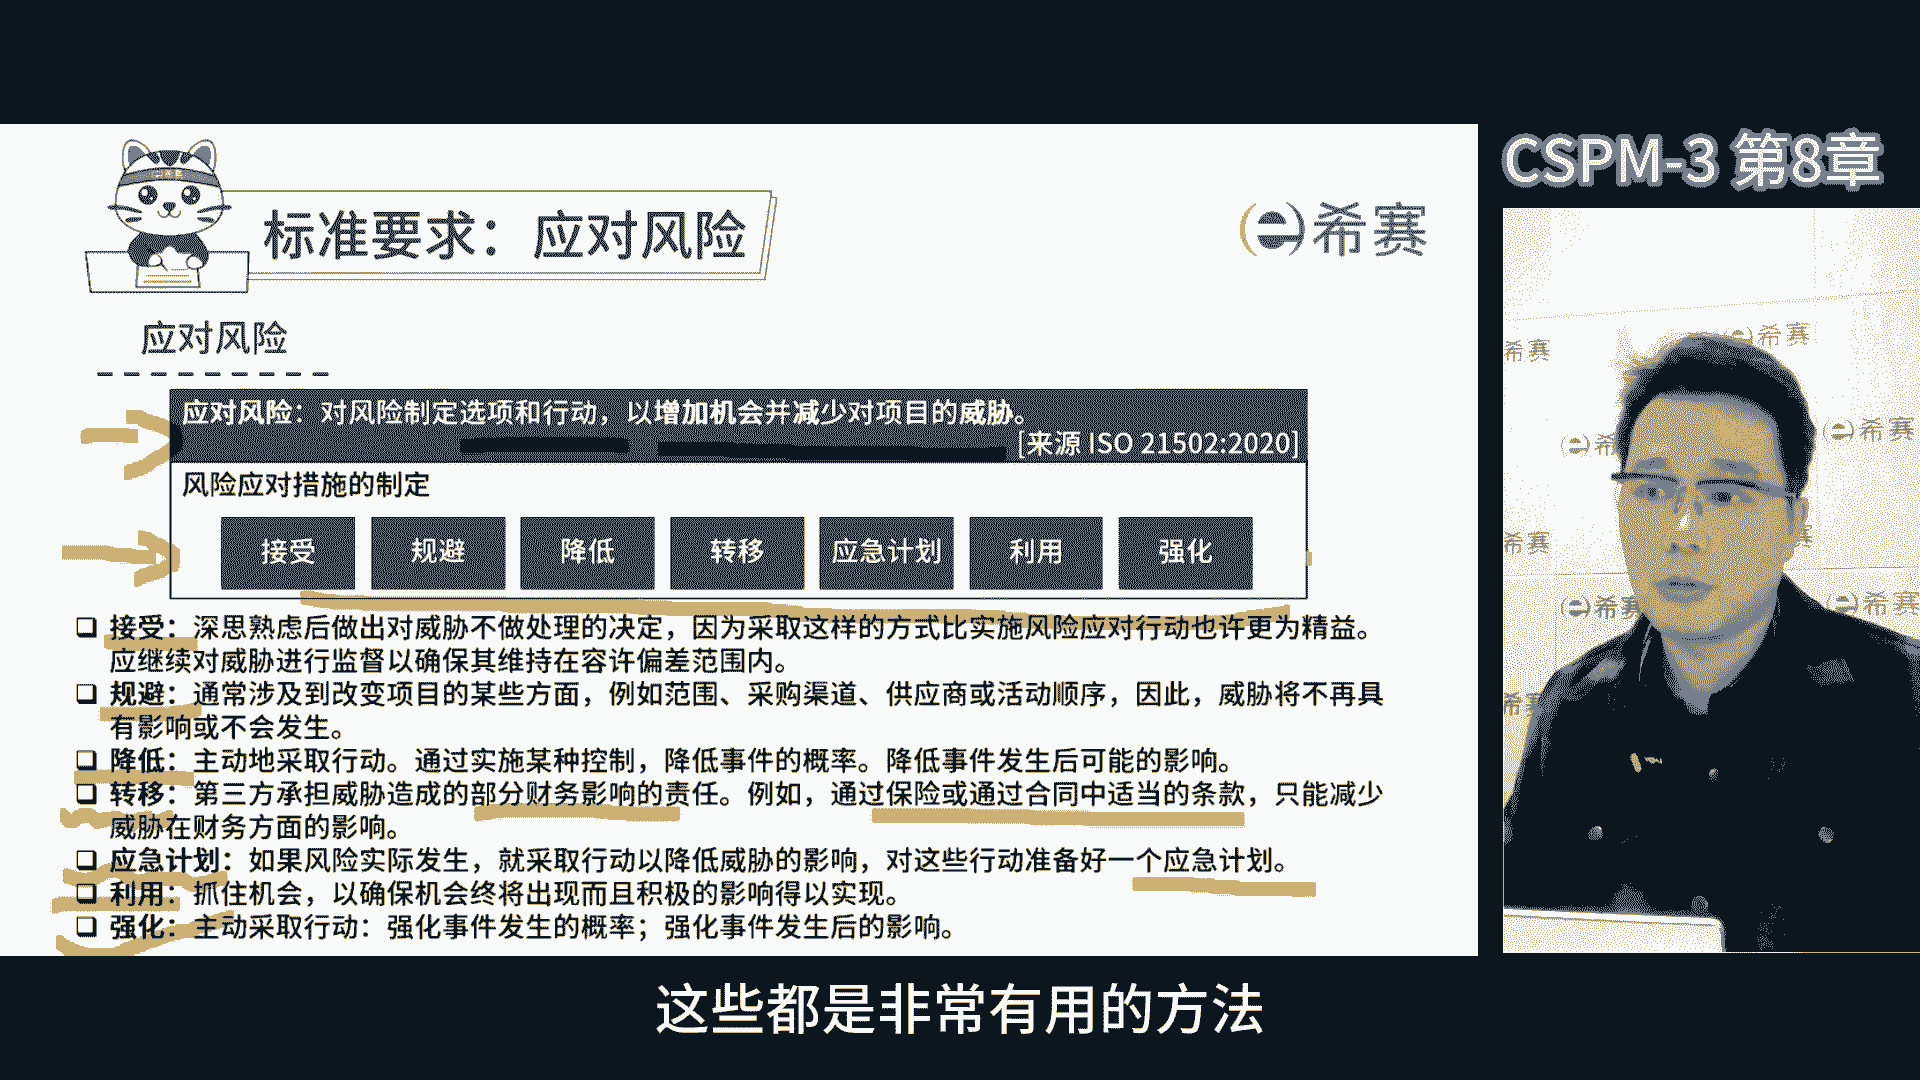 CSPM-3 第8章
标准要求：应对风险
希赛
应对风险
应对风险：对风险制定选项和行动，以增加机会并减少对项目的威胁。
[来源 ISO 21502:2020]
风险应对措施的制定
接受 规避 降低 转移 应急计划 利用 强化
接受：深思熟虑后做出对威胁不做处理的决定，因为采取这样的方式比实施风险应对行动也许更为精益。
应继续对威胁进行监督以确保其维持在容许偏差范围内。
规避：通常涉及到改变项目的某些方面，例如范围、采购渠道、供应商或活动顺序，因此，威胁将不再具
有影响或不会发生。
降低：主动地采取行动。通过实施某种控制，降低事件的概率。降低事件发生后可能的影响。
转移：第三方承担威胁造成的部分财务影响的责任。例如，通过保险或通过合同中适当的条款，只能减少
威胁在财务方面的影响。
应急计划：如果风险实际发生，就采取行动以降低威胁的影响，对这些行动准备好一个应急计划。
利用：抓住机会，以确保机会终将出现而且积极的影响得以实现。
强化：主动采取行动：强化事件发生的概率；强化事件发生后的影响。
希赛
希赛
希赛
希赛
希赛
希赛
希赛
这些都是非常有用的方法